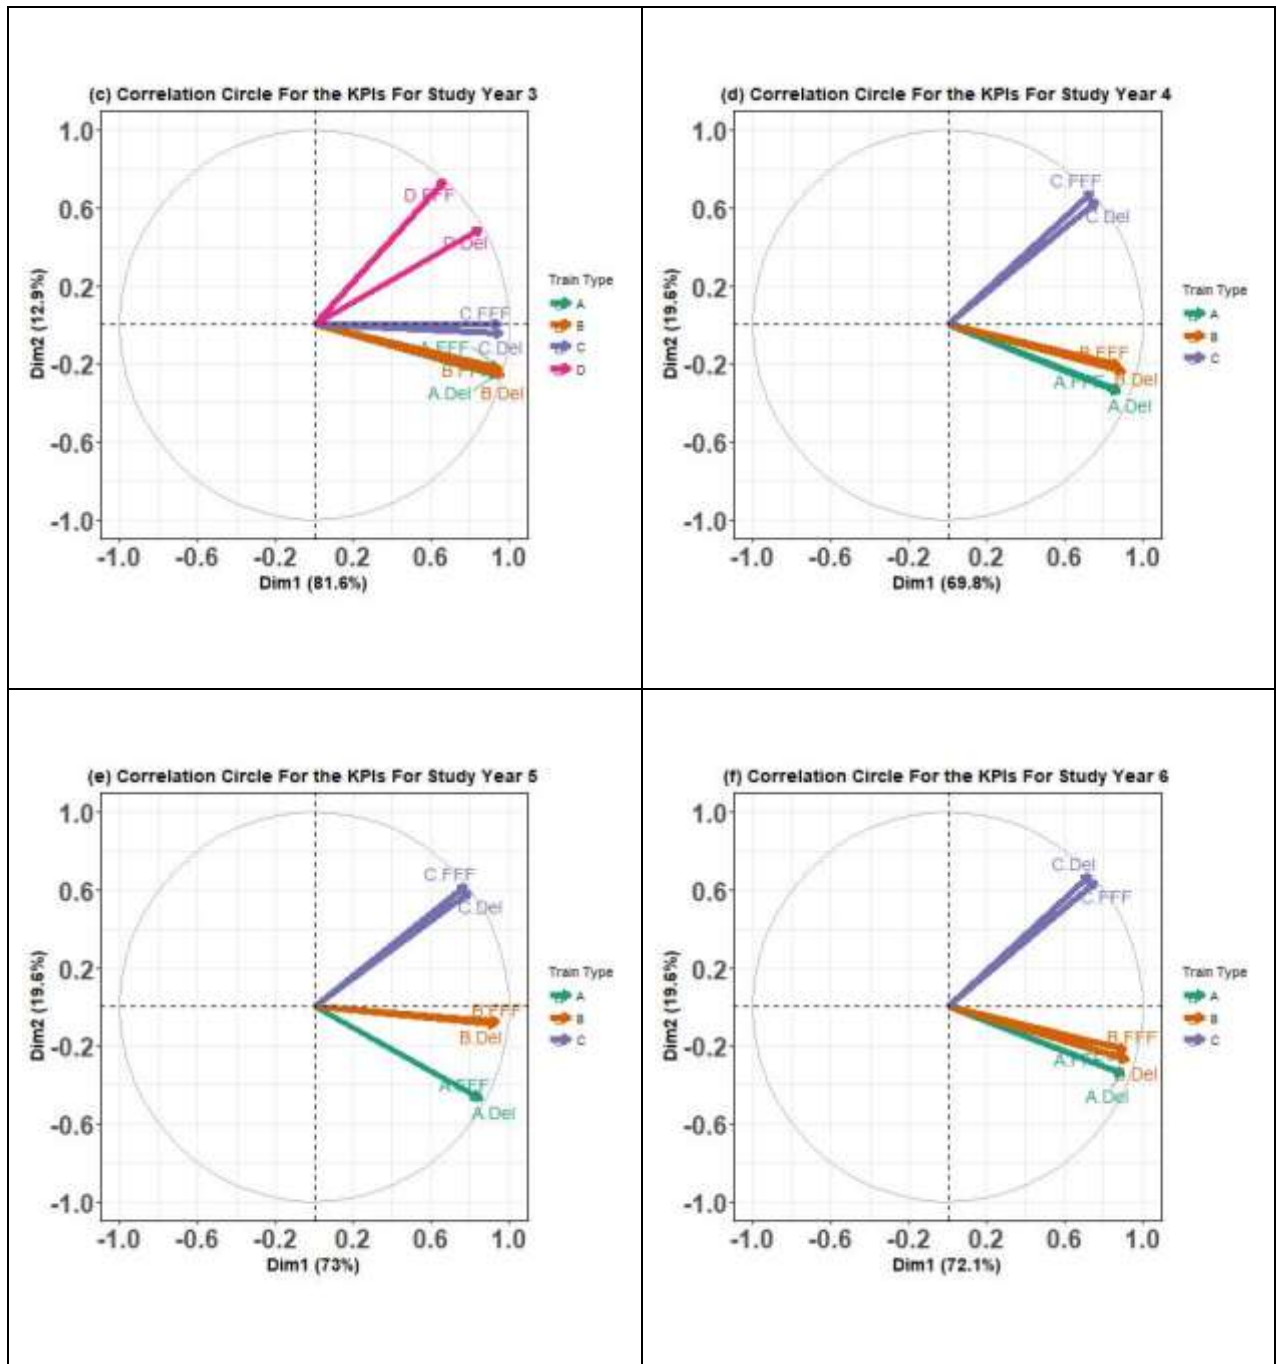 (c) Correlation Circle For the KPIs For Study Year 3
1.0
0.6
0.2
-0.2
-0.6
-1.0
Dim2 (12.9%)
D.FFF
D.Del
C.FFF
A.FFF C.Del
B.FFF
A.Del B.Del
-1.0 -0.6 -0.2 0.2 0.6 1.0
Dim1 (81.6%)
Train Type
A
B
C
D
(d) Correlation Circle For the KPIs For Study Year 4
1.0
0.6
0.2
-0.2
-0.6
-1.0
Dim2 (19.6%)
C.FFF
C.Del
B.FFF
A.FFF B.Del
A.Del
-1.0 -0.6 -0.2 0.2 0.6 1.0
Dim1 (69.8%)
Train Type
A
B
C
(e) Correlation Circle For the KPIs For Study Year 5
1.0
0.6
0.2
-0.2
-0.6
-1.0
Dim2 (19.6%)
C.FFF
C.Del
B.FFF
B.Del
A.FFF
A.Del
-1.0 -0.6 -0.2 0.2 0.6 1.0
Dim1 (73%)
Train Type
A
B
C
(f) Correlation Circle For the KPIs For Study Year 6
1.0
0.6
0.2
-0.2
-0.6
-1.0
Dim2 (19.6%)
C.Del
C.FFF
B.FFF
A.FFF B.Del
A.Del
-1.0 -0.6 -0.2 0.2 0.6 1.0
Dim1 (72.1%)
Train Type
A
B
C